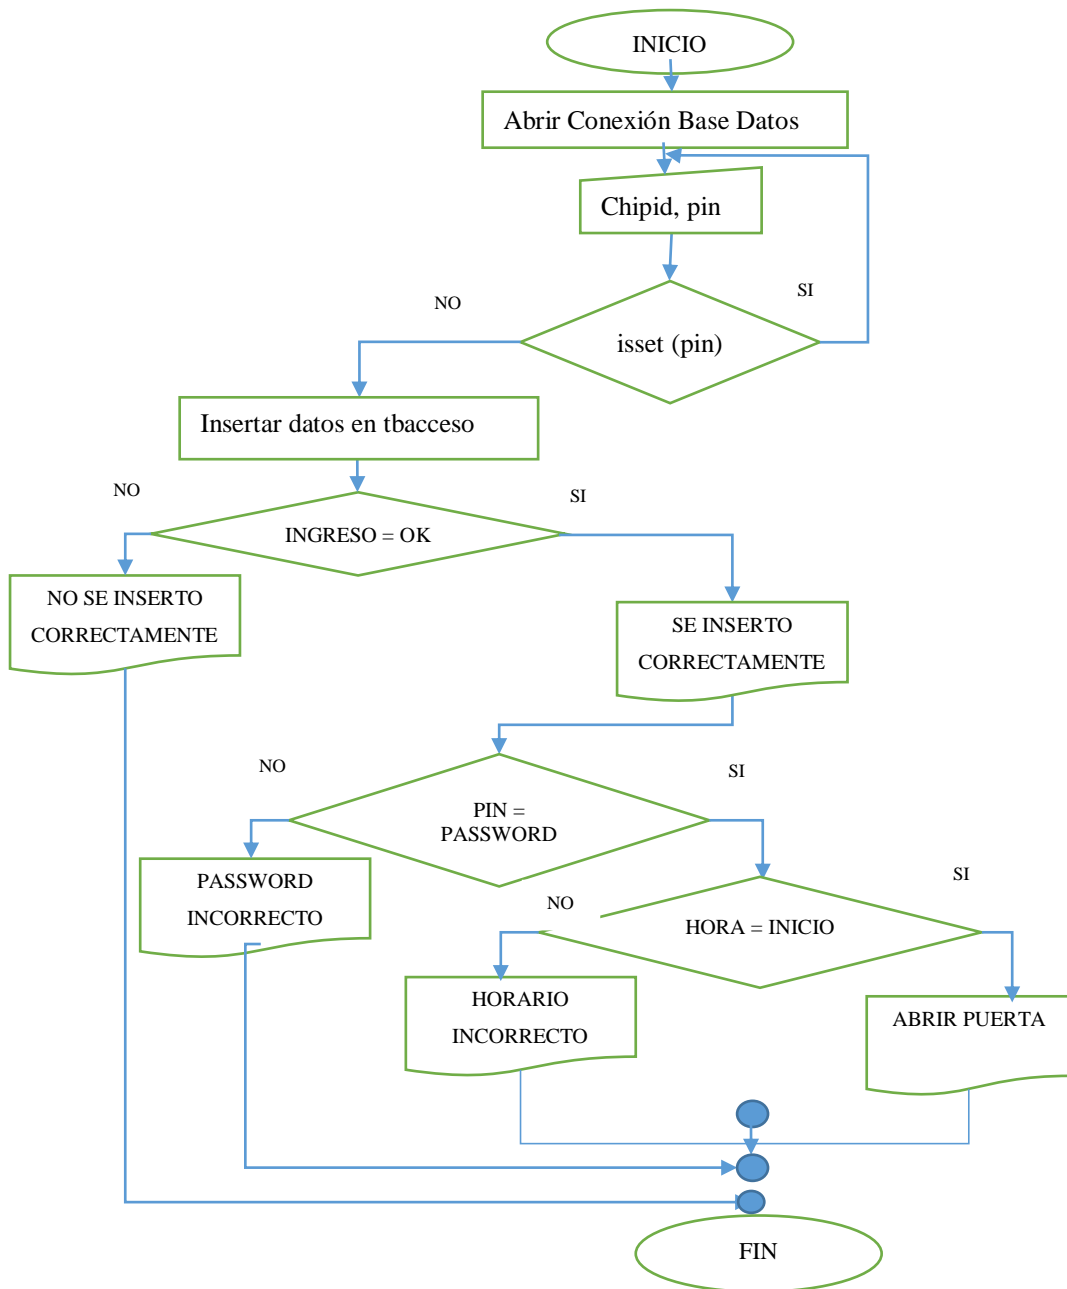 INICIO
Abrir Conexión Base Datos
Chipid, pin
NO
SI
isset (pin)
Insertar datos en tbacceso
NO
SI
INGRESO = OK
NO SE INSERTO
CORRECTAMENTE
SE INSERTO
CORRECTAMENTE
NO
SI
PIN =
PASSWORD
PASSWORD
INCORRECTO
NO
SI
HORA = INICIO
HORARIO
INCORRECTO
ABRIR PUERTA
FIN